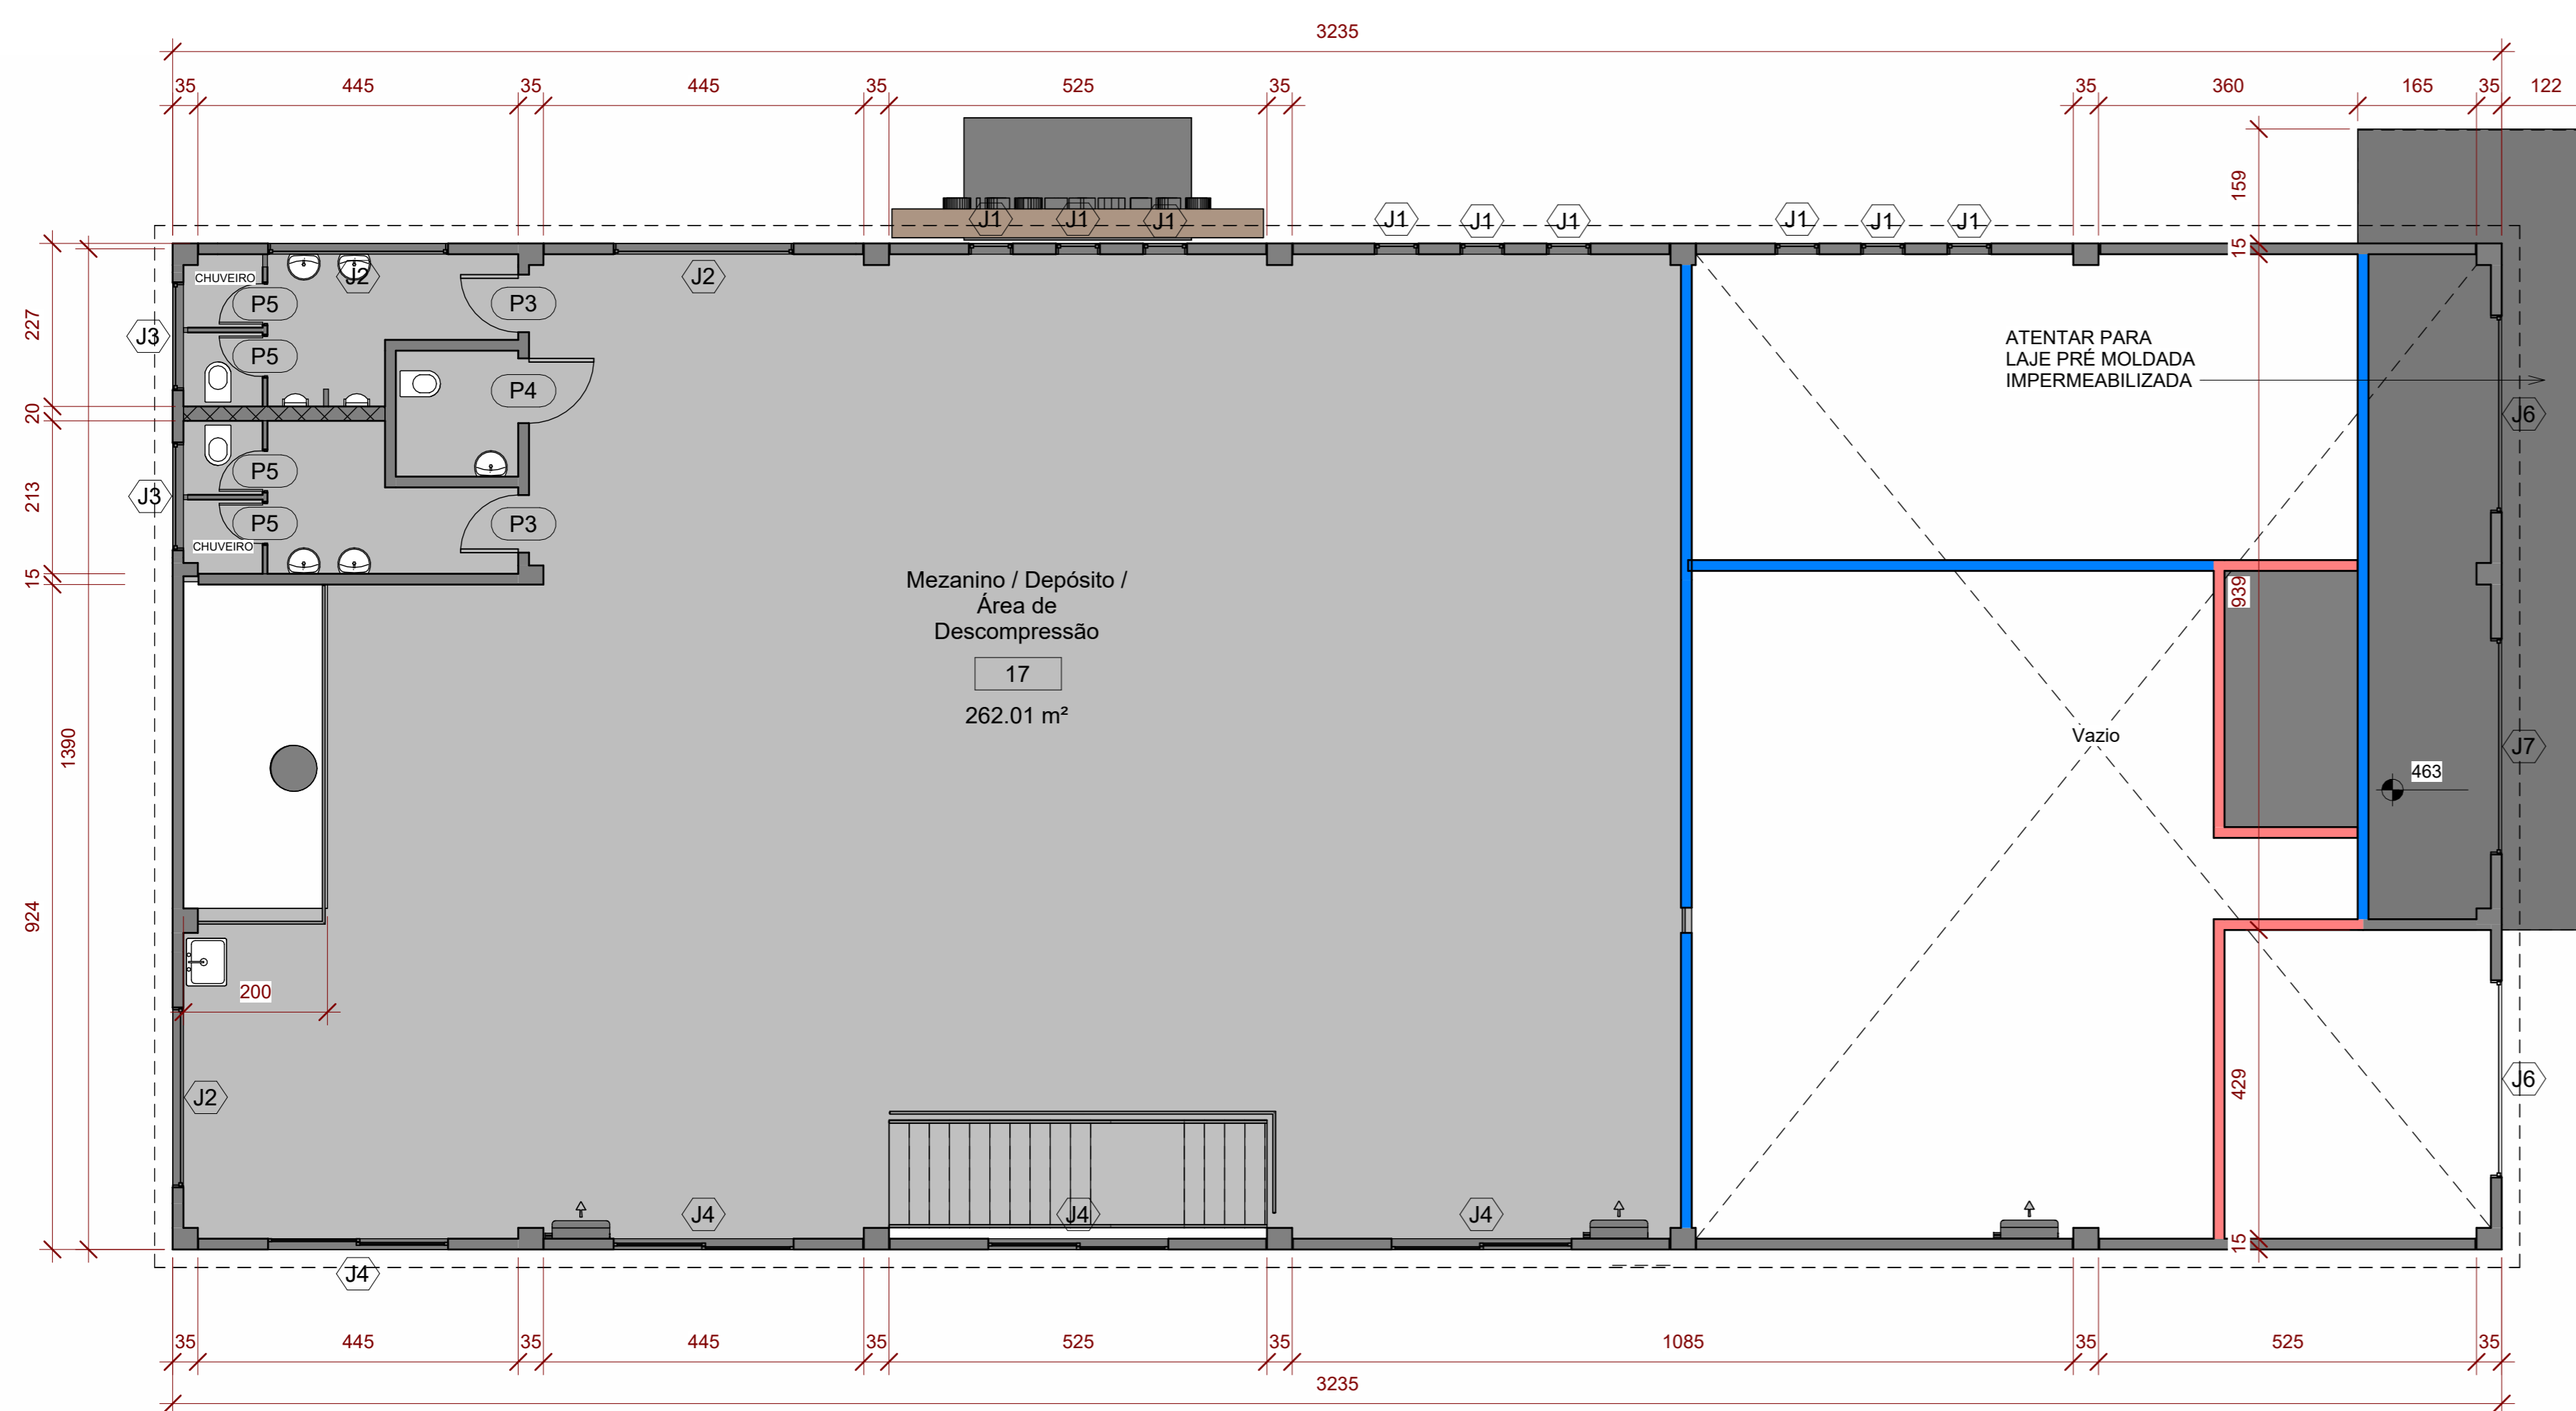 3235
35 445 35 445 35 525 35 35 360 165 35 122
159
J1 J1 J1 J1 J1 J1 J1 J1 J1
15
CHUVEIRO J2 J2
P5 P3
227
J3
ATENTAR PARA
LAJE PRÉ MOLDADA
IMPERMEABILIZADA
P5
P4
20
J6
P5
213
J3
P5 P3
CHUVEIRO
15
Mezanino / Depósito /
Área de
Descompressão
939
17
262.01 m²
1390
Vazio
J7
463
924
200
J2
429
J6
J4 J4 J4
15
J4
35 445 35 445 35 525 35 1085 35 525 35
3235